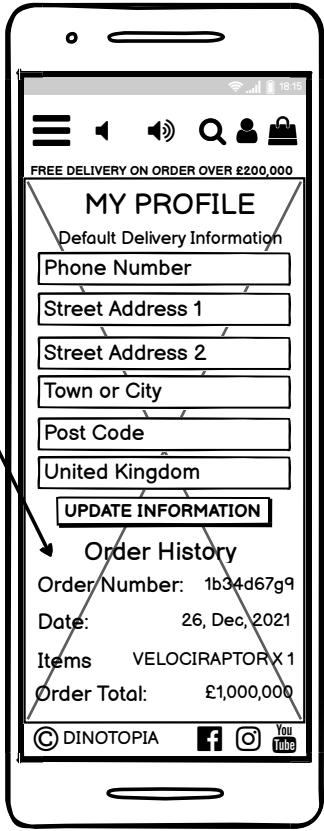 18:15
FREE DELIVERY ON ORDER OVER £200,000
MY PROFILE
Default Delivery Information
Phone Number
Street Address 1
Street Address 2
Town or City
Post Code
United Kingdom
UPDATE INFORMATION
Order History
Order Number: 1b34d67g9
Date: 26, Dec, 2021
Items VELOCIRAPTOR X 1
Order Total: £1,000,000
© DINOTOPIA
You
Tube